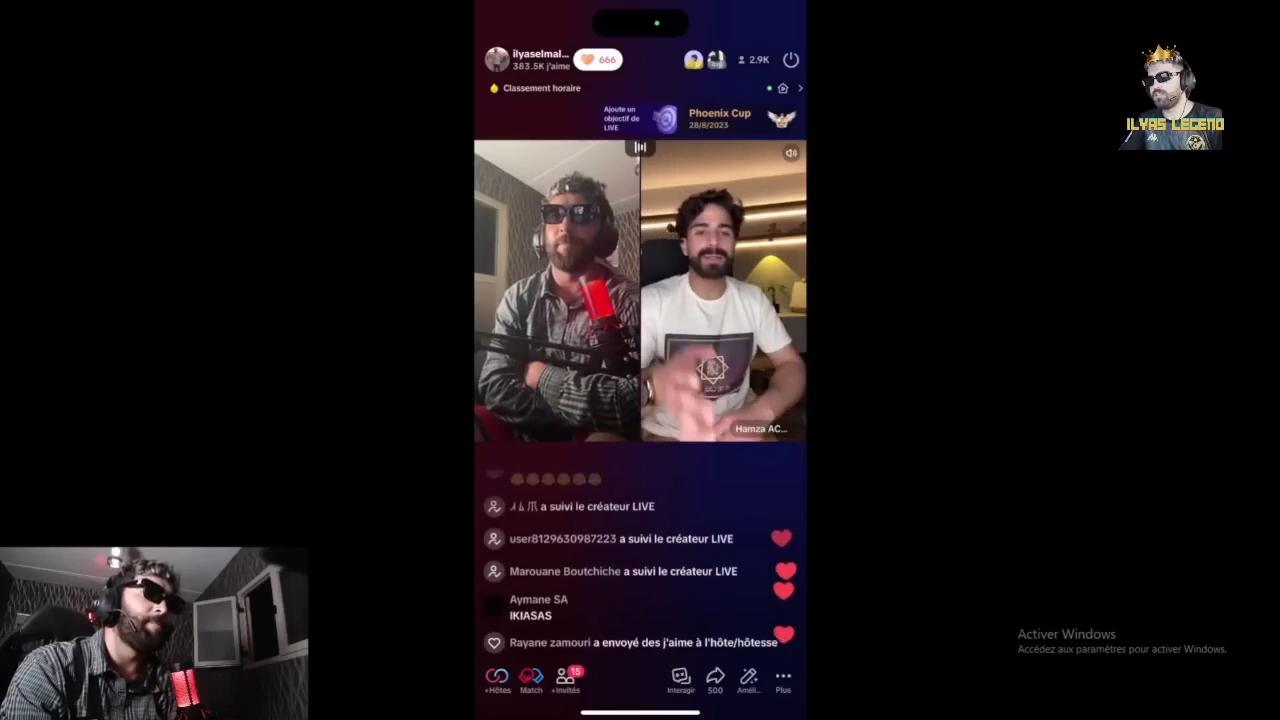 ilyaselmal...
383.5K j'aime
666
2.9K
Classement horaire
Ajoute un
objectif de
LIVE
Phoenix Cup
28/8/2023
ILYAS LEGEND
Hamza AC...
a suivi le créateur LIVE
user8129630987223 a suivi le créateur LIVE
Marouane Boutchiche a suivi le créateur LIVE
Aymane SA
IKIASAS
Rayane zamouri a envoyé des j'aime à l'hôte/hôtesse
15
+Hôtes
Match
+Invités
Interagir
500
Améli...
Plus
Activer Windows
Accédez aux paramètres pour activer Windows.